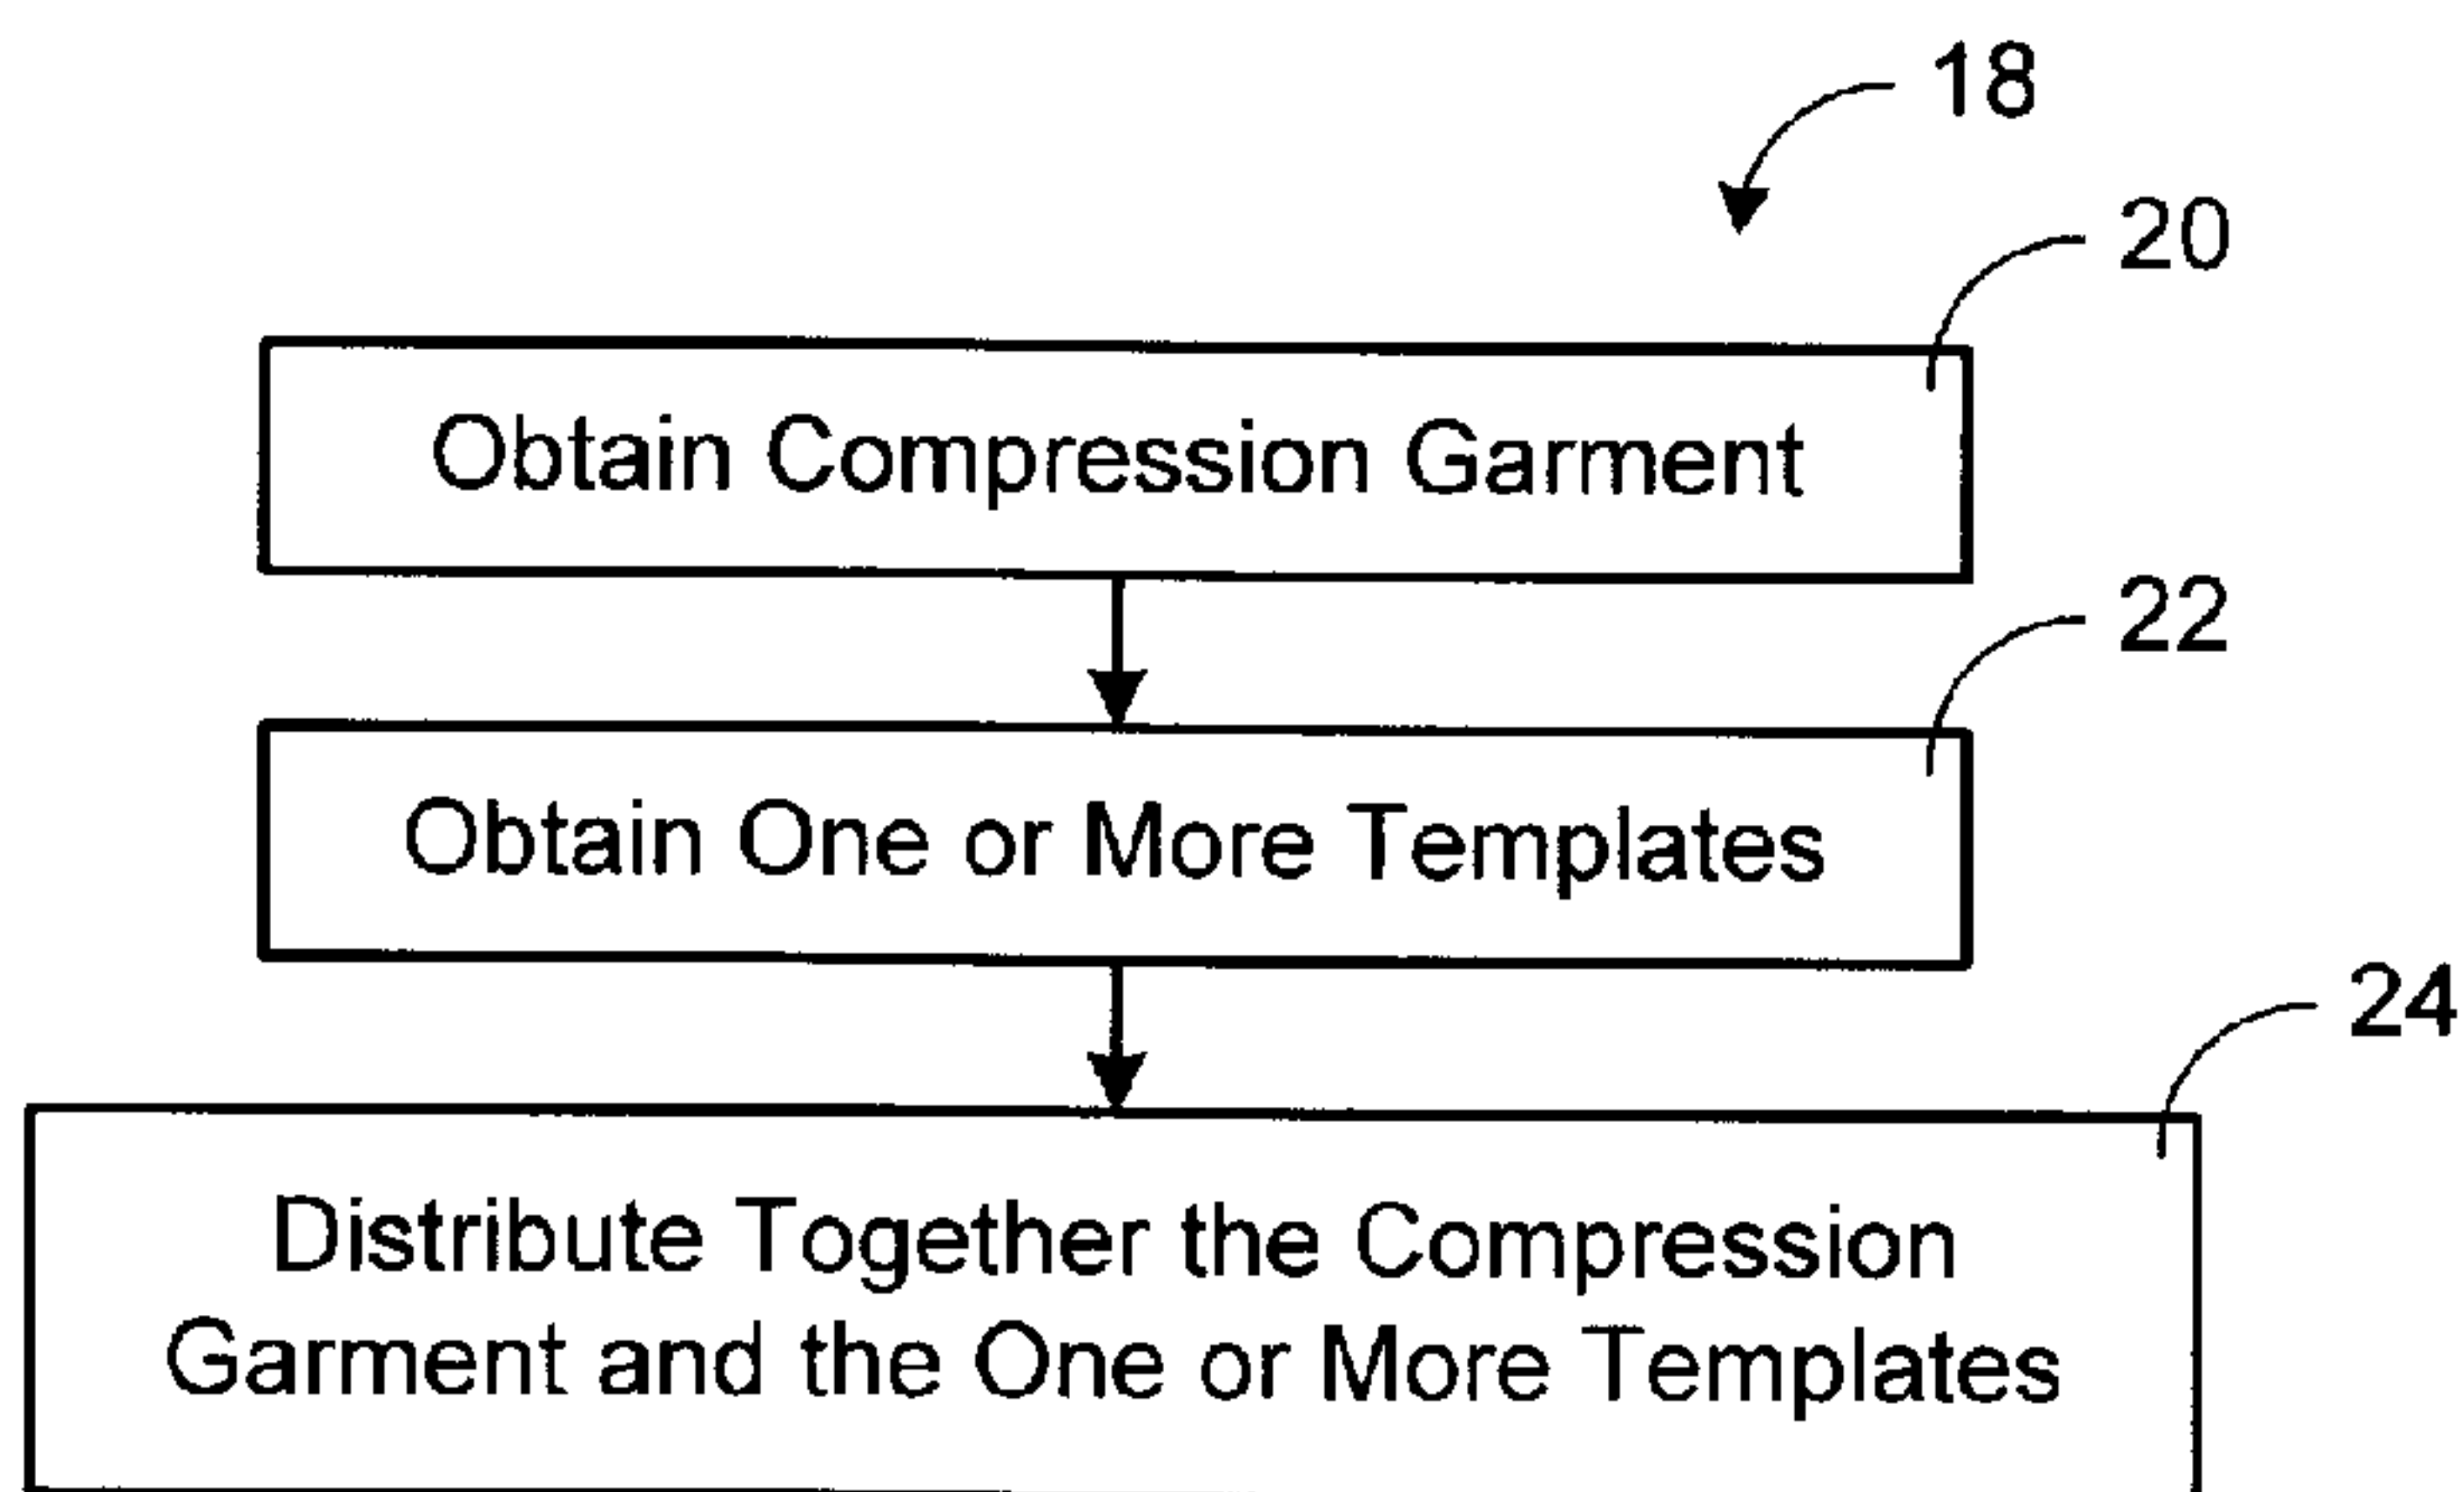 18
20
Obtain Compression Garment
22
Obtain One or More Templates
24
Distribute Together the Compression
Garment and the One or More Templates